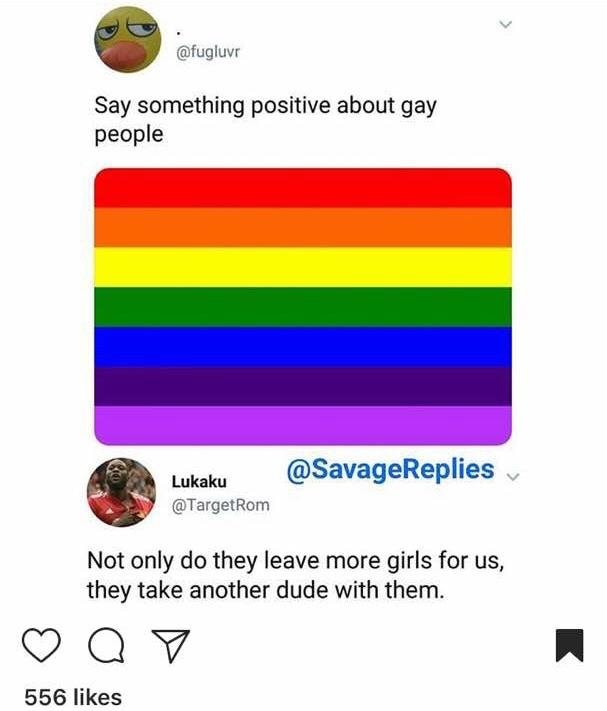 .
@fugluvr
Say something positive about gay
people
@SavageReplies
Lukaku
@TargetRom
Not only do they leave more girls for us,
they take another dude with them.
556 likes